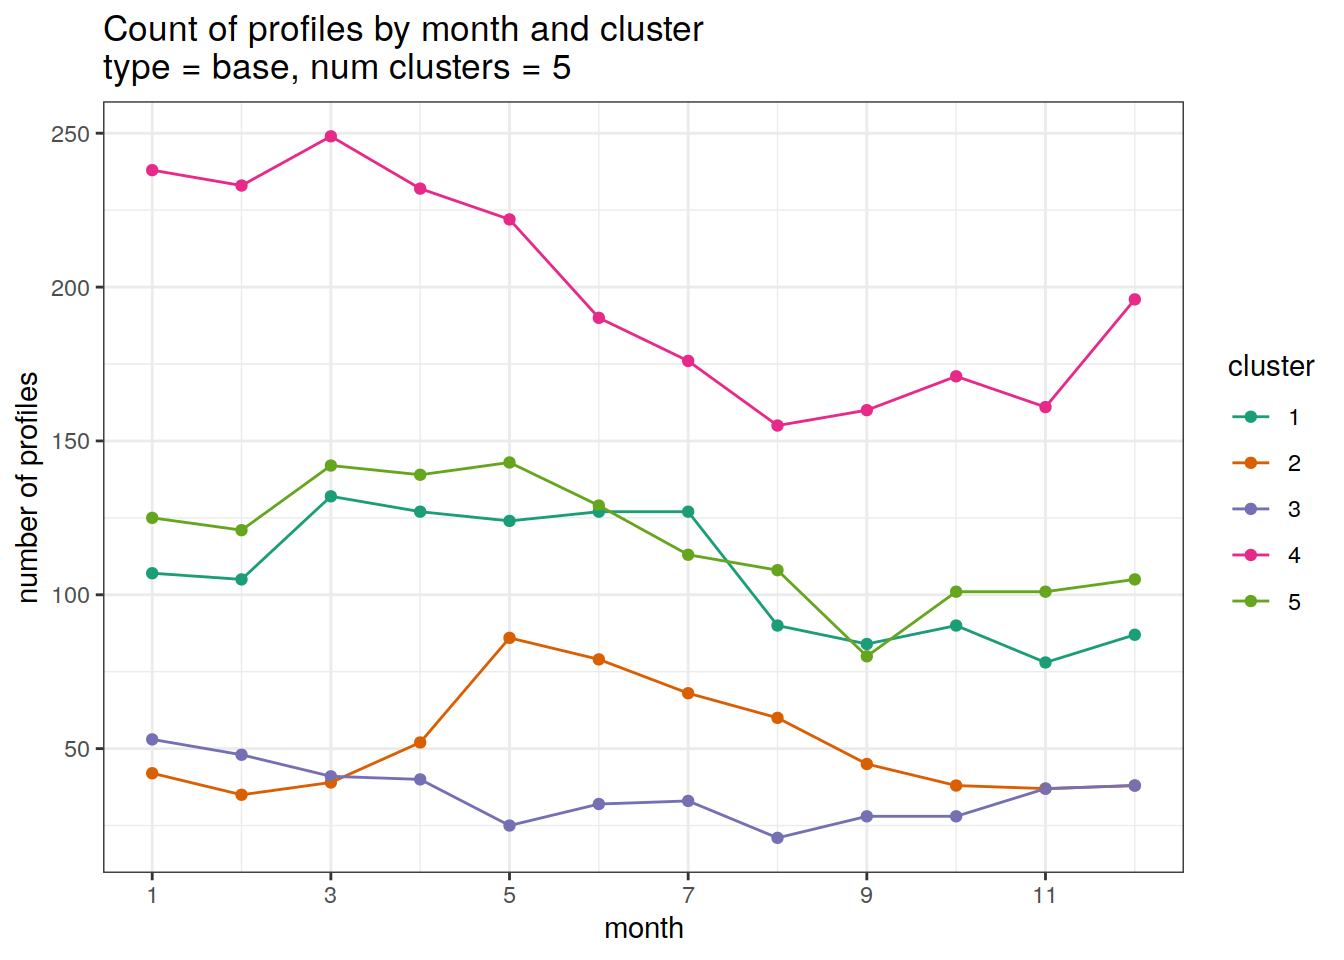 Count of profiles by month and cluster
type = base, num clusters = 5
250
200
150
100
50
number of profiles
1 3 5 7 9 11
month
cluster
1
2
3
4
5